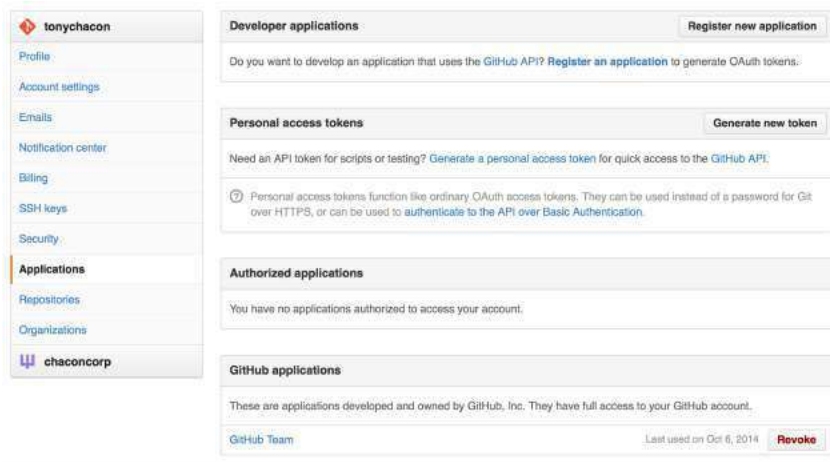 tonychacon
Profile
Account settings
Emails
Notification center
Billing
SSH keys
Security
Applications
Repositories
Organizations
chaconcorp
Developer applications
Register new application
Do you want to develop an application that uses the GitHub API? Register an application to generate OAuth tokens.
Personal access tokens
Generate new token
Need an API token for scripts or testing? Generate a personal access token for quick access to the GitHub API.
Personal access tokens function like ordinary OAuth access tokens. They can be used instead of a password for Git
over HTTPS, or can be used to authenticate to the API over Basic Authentication.
Authorized applications
You have no applications authorized to access your account.
GitHub applications
These are applications developed and owned by GitHub, Inc. They have full access to your GitHub account.
GitHub Team
Last used on Oct 6, 2014
Revoke